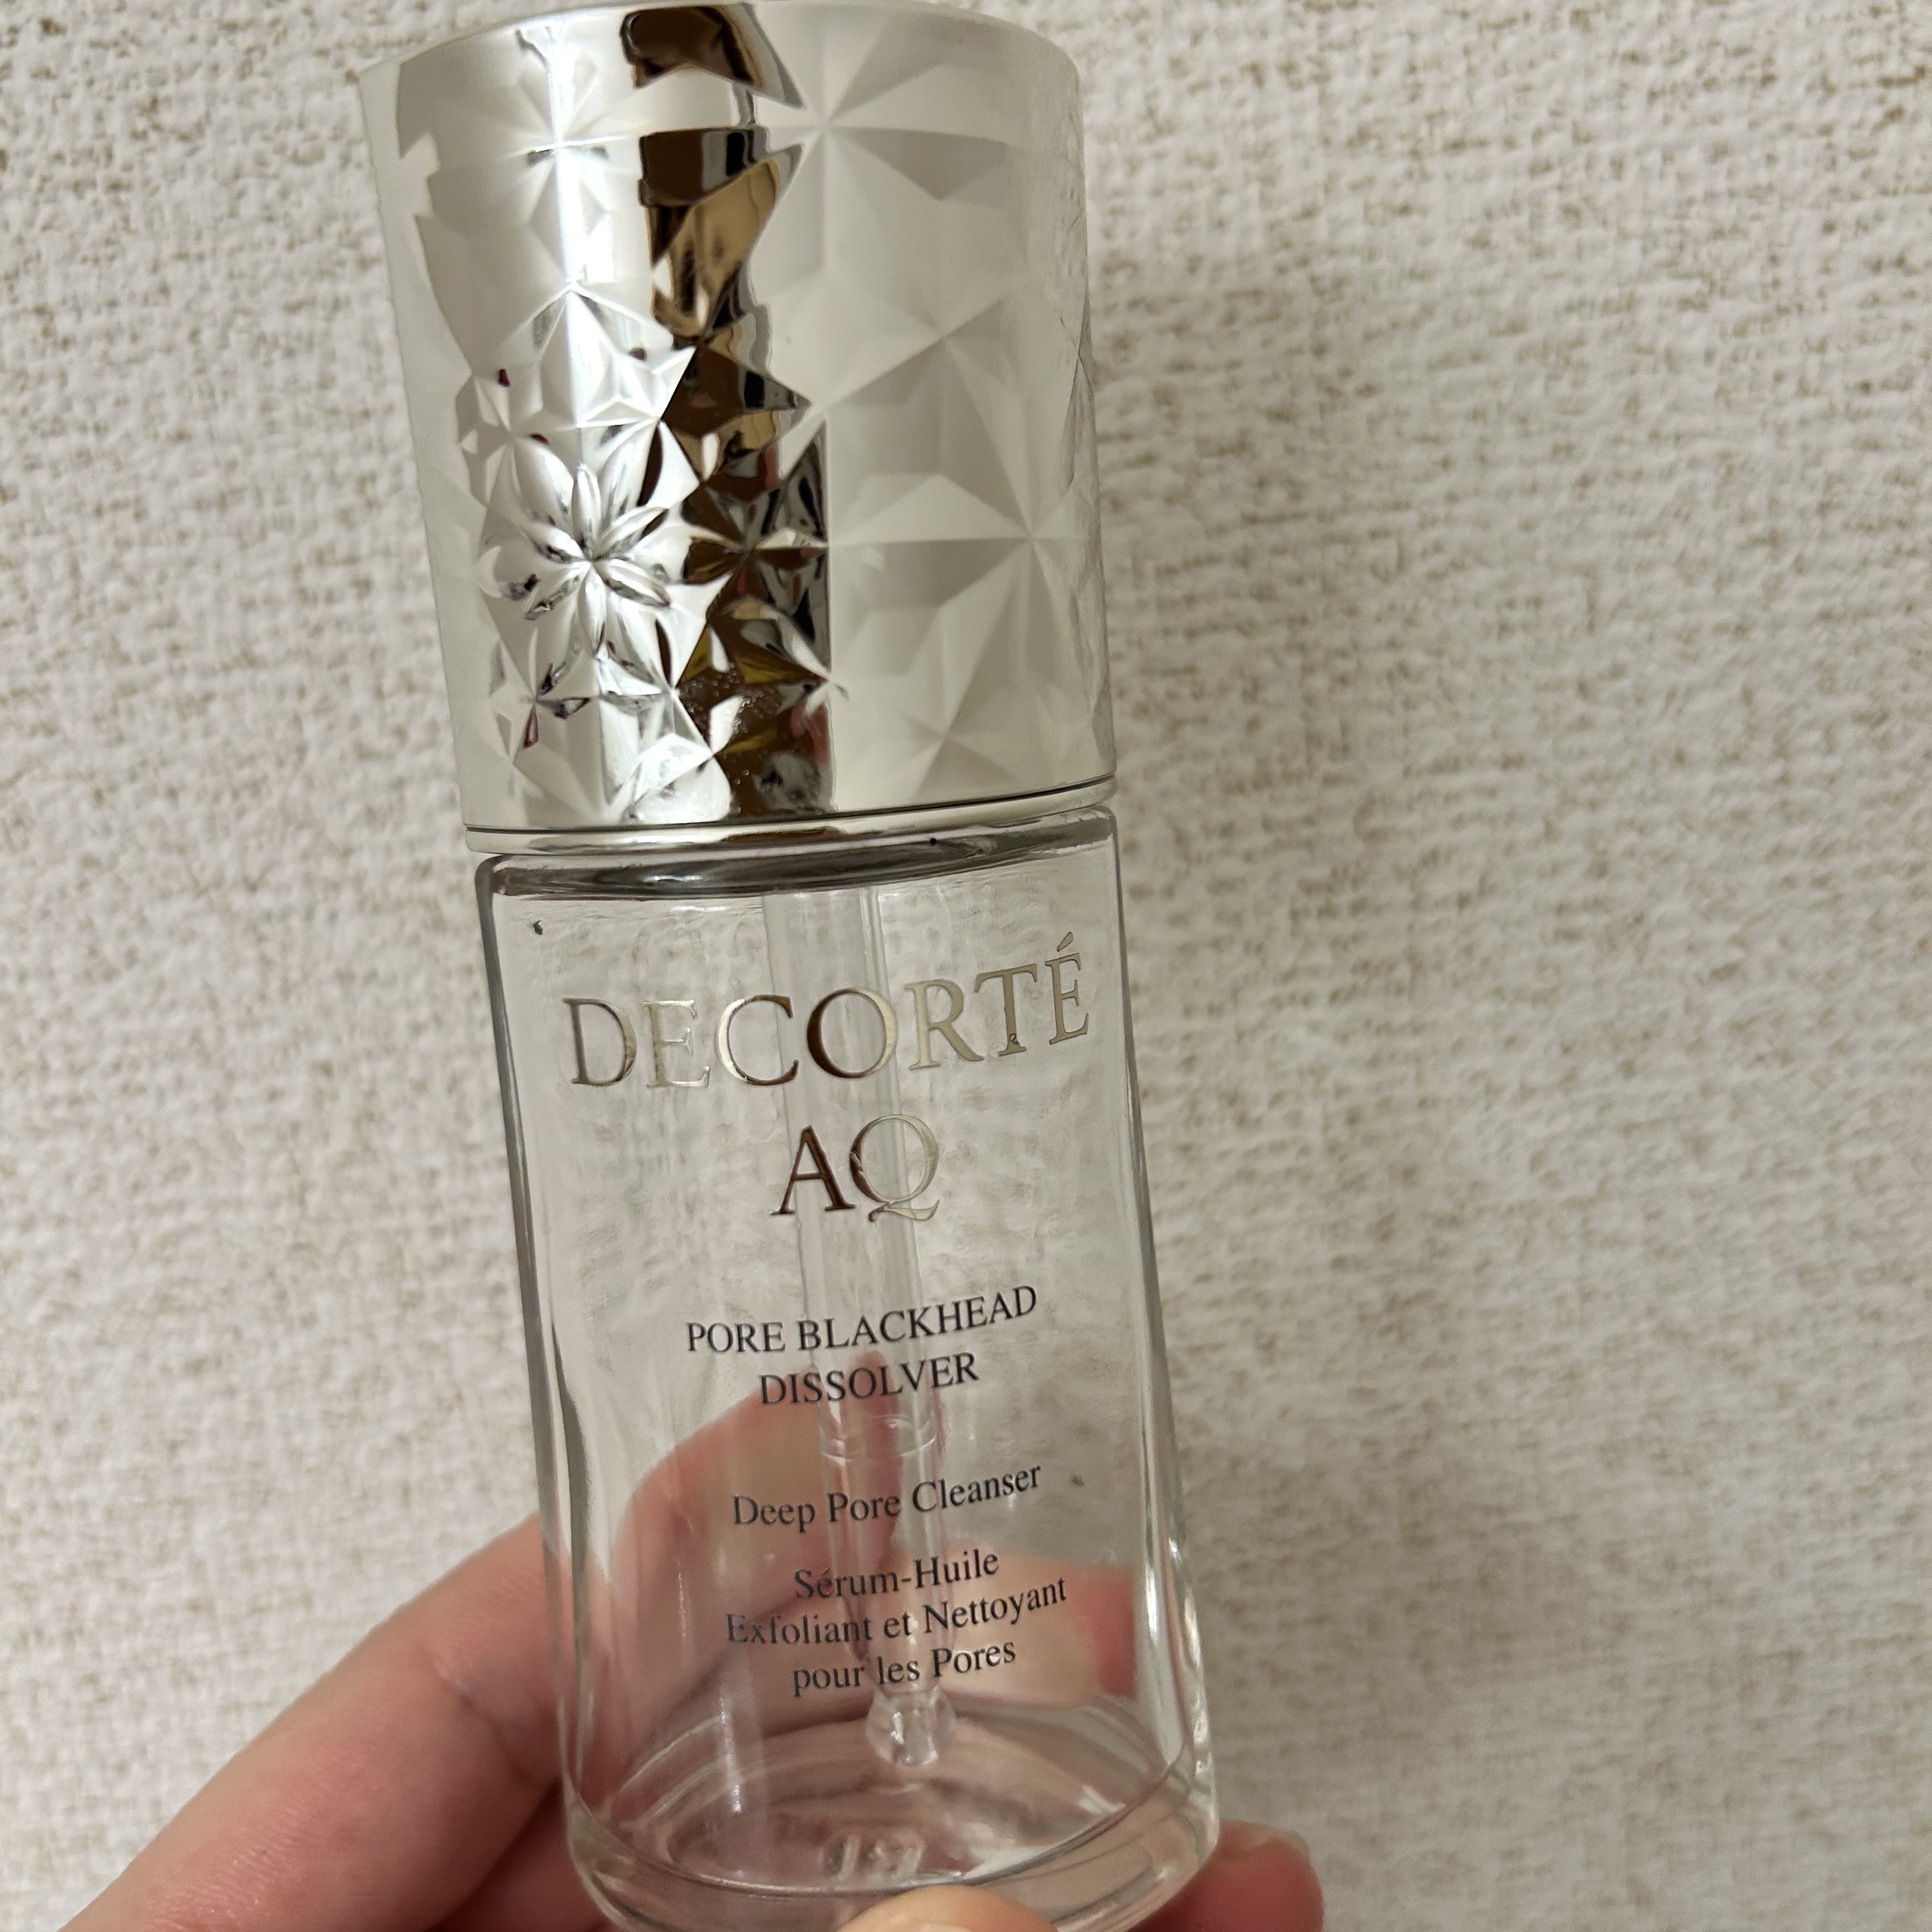 DECORTÉ
AQ
PORE BLACKHEAD
DISSOLVER
Deep Pore Cleanser
Sérum-Huile
Exfoliant et Nettoyant
pour les Pores